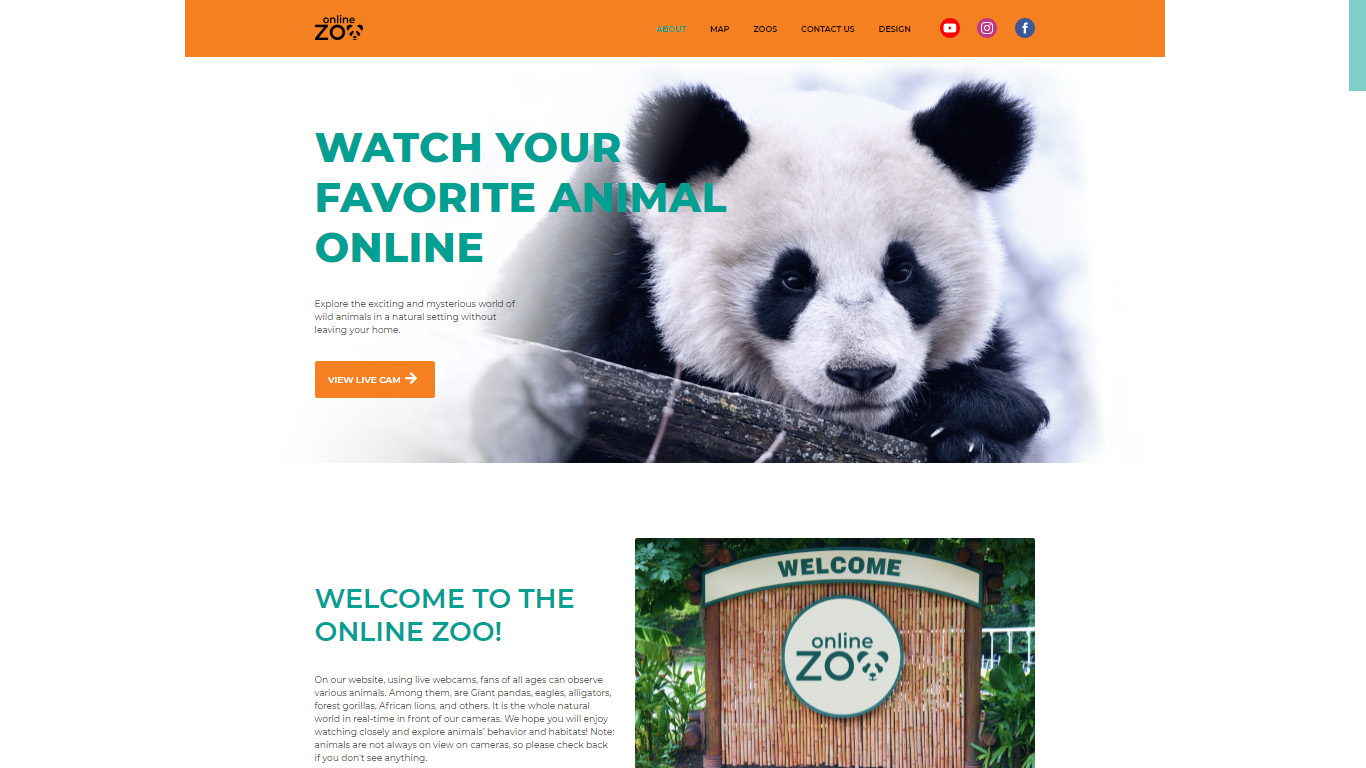 online
ZOO
ABOUT MAP ZOOS CONTACT US DESIGN
WATCH YOUR
FAVORITE ANIMAL
ONLINE
Explore the exciting and mysterious world of
wild animals in a natural setting without
leaving your home.
VIEW LIVE CAM
WELCOME TO THE
ONLINE ZOO!
On our website, using live webcams, fans of all ages can observe
various animals. Among them, are Giant pandas, eagles, alligators,
forest gorillas, African lions, and others. It is the whole natural
world in real-time in front of our cameras. We hope you will enjoy
watching closely and explore animals' behavior and habitats! Note:
animals are not always on view on cameras, so please check back
if you don't see anything.
WELCOME
online
ZOO